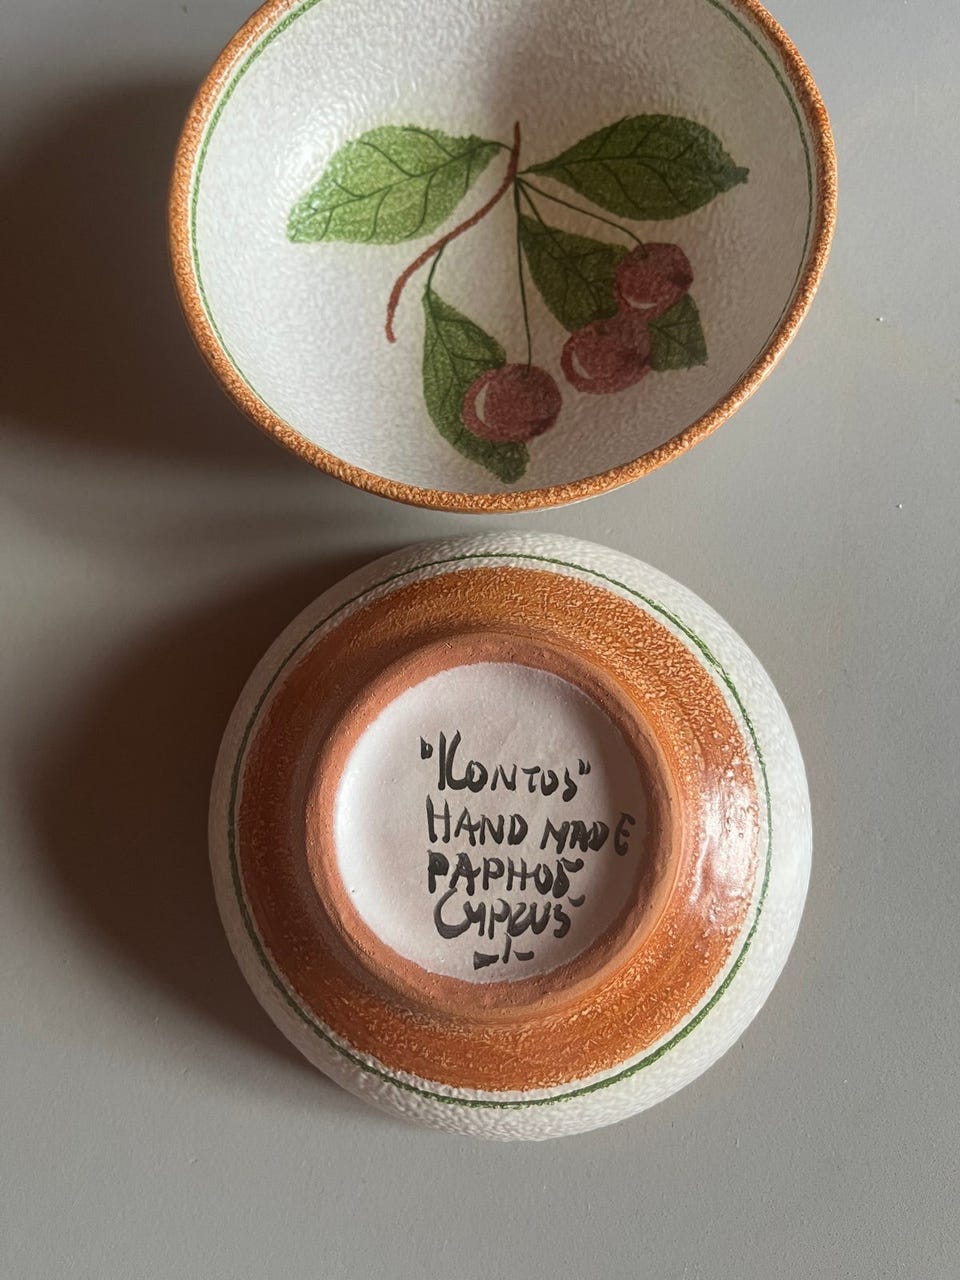 "KONTOS"
HAND MADE
PAPHOS
CYPRUS